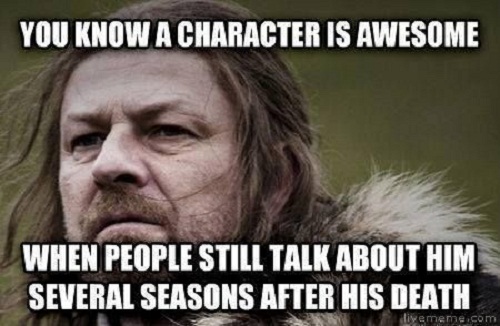 YOU KNOW A CHARACTER IS AWESOME
WHEN PEOPLE STILL TALK ABOUT HIM
SEVERAL SEASONS AFTER HIS DEATH
livememe.com